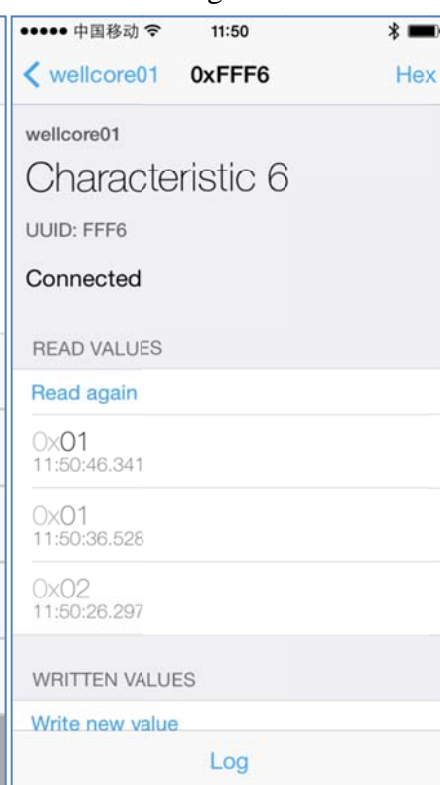 中国移动 11:50
wellcore01 0xFFF6 Hex
wellcore01
Characteristic 6
UUID: FFF6
Connected
READ VALUES
Read again
0x01
11:50:46.341
0x01
11:50:36.528
0x02
11:50:26.297
WRITTEN VALUES
Write new value
Log